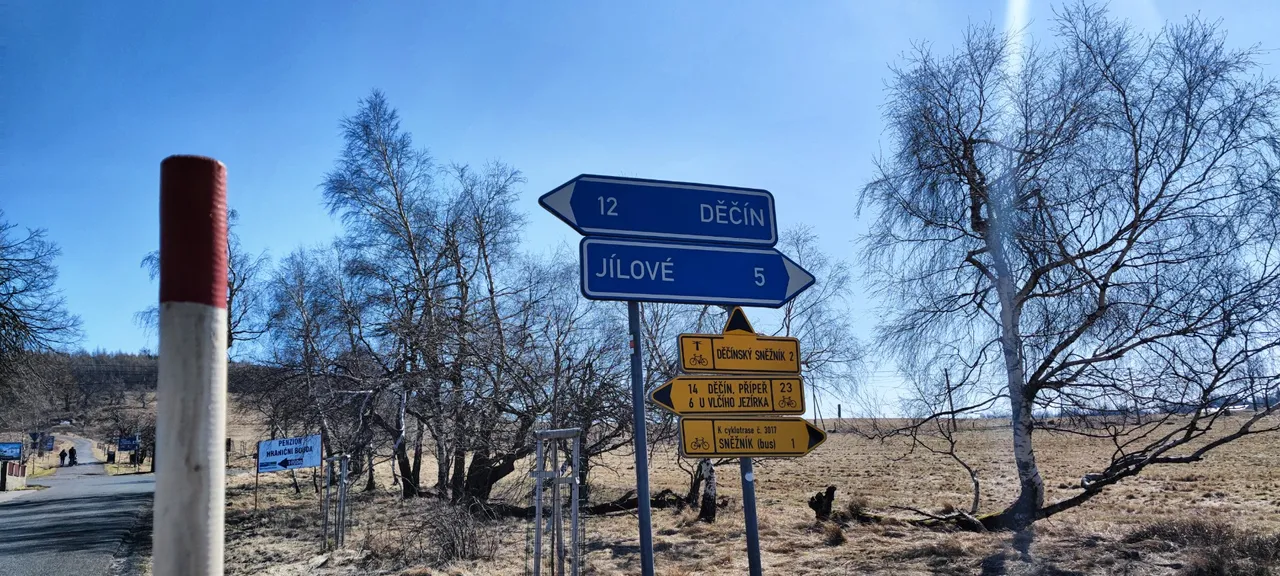 12 DĚČÍN
JÍLOVÉ 5
T DĚČÍNSKÝ SNĚŽNÍK 2
14 DĚČÍN, PŘÍPEŘ 23
6 U VLČÍHO JEZÍRKA
K cyklotrase č. 3017
SNĚŽNÍK (bus) 1
PENZION
HRANIČNÍ BOUDA